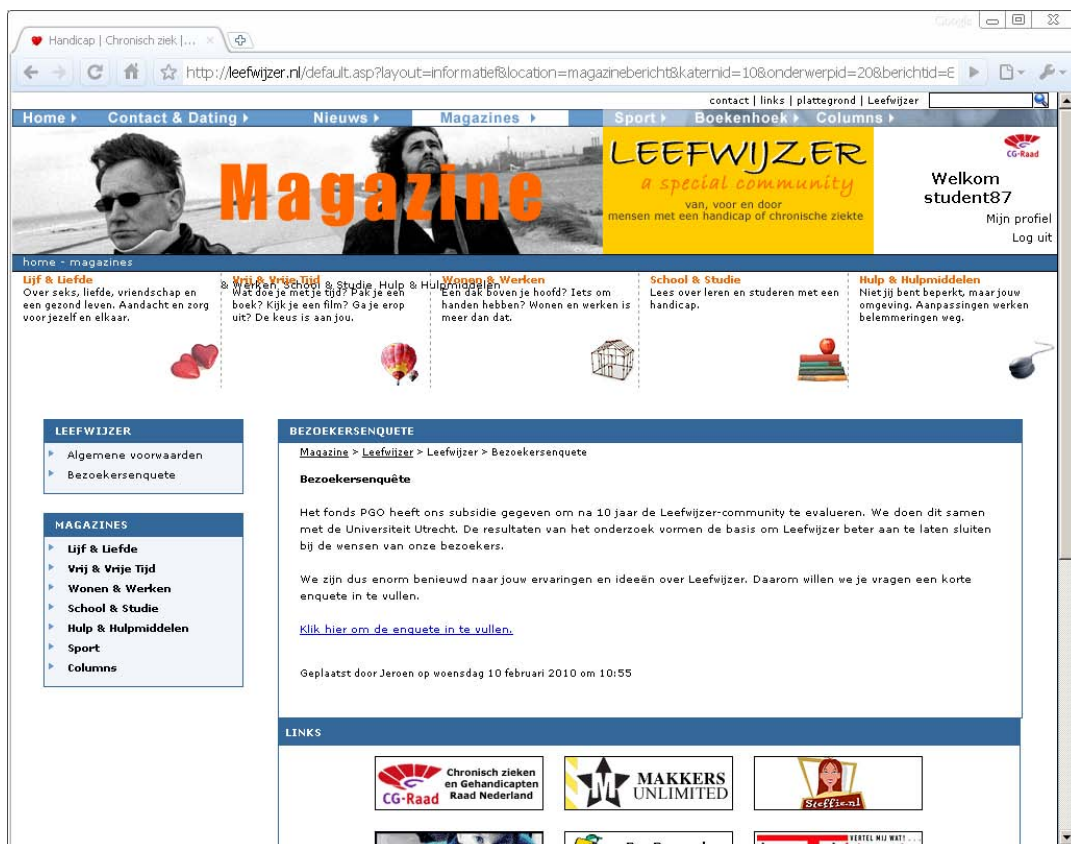 Google
Handicap | Chronisch ziek |...
http://leefwijzer.nl/default.asp?layout=informatief&location=magazinebericht&katernid=10&onderwerpid=20&berichtid=E
contact | links | plattegrond | Leefwijzer
Home
Contact & Dating
Nieuws
Magazines
Sport
Boekenhoek
Columns
Magazine
LEEFWIJZER
a special community
van, voor en door
mensen met een handicap of chronische ziekte
CG-Raad
Welkom
student87
Mijn profiel
Log uit
home - magazines
Lijf & Liefde
Over seks, liefde, vriendschap en
een gezond leven. Aandacht en zorg
voor jezelf en elkaar.
& Werken, School & Studie, Hulp & Hulpmiddelen
Vrij & Vrije Tijd
Wat doe je met je tijd? Pak je een
boek? Kijk je een film? Ga je erop
uit? De keus is aan jou.
Wonen & Werken
Een dak boven je hoofd? Iets om
handen hebben? Wonen en werken is
meer dan dat.
School & Studie
Lees over leren en studeren met een
handicap.
Hulp & Hulpmiddelen
Niet jij bent beperkt, maar jouw
omgeving. Aanpassingen werken
belemmeringen weg.
LEEFWIJZER
Algemene voorwaarden
Bezoekersenquete
MAGAZINES
Lijf & Liefde
Vrij & Vrije Tijd
Wonen & Werken
School & Studie
Hulp & Hulpmiddelen
Sport
Columns
BEZOEKERSENQUETE
Magazine > Leefwijzer > Leefwijzer > Bezoekersenquete
Bezoekersenquête
Het fonds PGO heeft ons subsidie gegeven om na 10 jaar de Leefwijzer-community te evalueren. We doen dit samen
met de Universiteit Utrecht. De resultaten van het onderzoek vormen de basis om Leefwijzer beter aan te laten sluiten
bij de wensen van onze bezoekers.
We zijn dus enorm benieuwd naar jouw ervaringen en ideeën over Leefwijzer. Daarom willen we je vragen een korte
enquete in te vullen.
Klik hier om de enquete in te vullen.
Geplaatst door Jeroen op woensdag 10 februari 2010 om 10:55
LINKS
CG-Raad
Chronisch zieken
en Gehandicapten
Raad Nederland
M
MAKKERS
UNLIMITED
Steffie.nl
VERTEL MIJ WAT!...